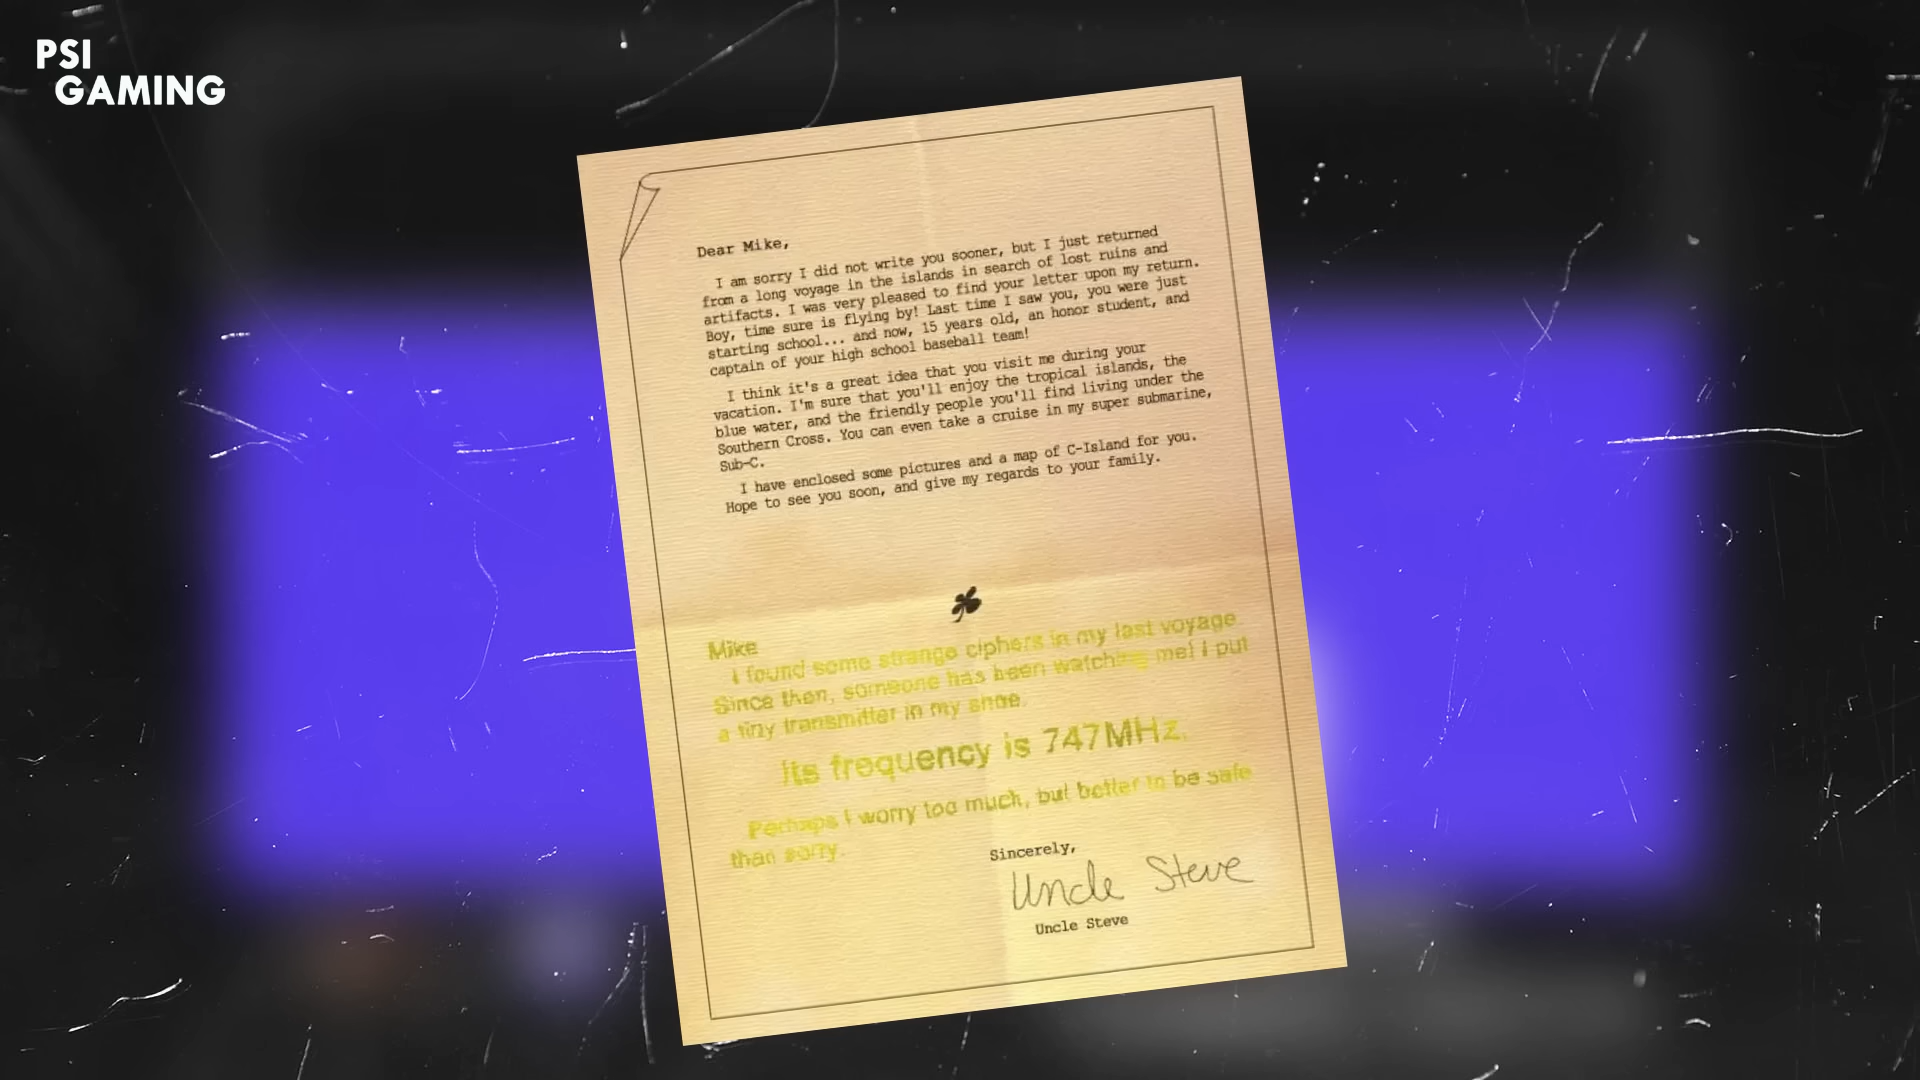 PSI
GAMING
Dear Mike,
I am sorry I did not write you sooner, but I just returned
from a long voyage in the islands in search of lost ruins and
artifacts. I was very pleased to find your letter upon my return.
Boy, time sure is flying by! Last time I saw you, you were just
starting school... and now, 15 years old, an honor student, and
captain of your high school baseball team!
I think it's a great idea that you visit me during your
vacation. I'm sure that you'll enjoy the tropical islands, the
blue water, and the friendly people you'll find living under the
Southern Cross. You can even take a cruise in my super submarine,
Sub-C.
I have enclosed some pictures and a map of C-Island for you.
Hope to see you soon, and give my regards to your family.
Mike
I found some strange ciphers in my last voyage
Since then, someone has been watching me! I put
a tiny transmitter in my shoe.
Its frequency is 747MHz.
Perhaps I worry too much, but better to be safe
than sorry.
Sincerely,
Uncle Steve
Uncle Steve